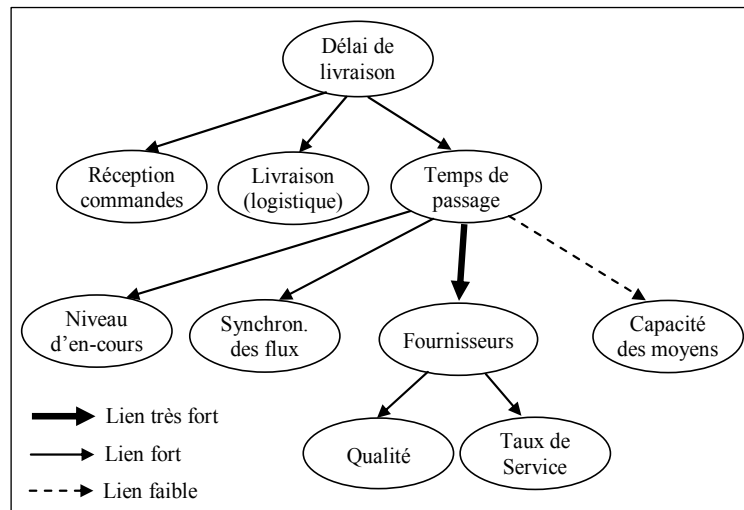 Délai de
livraison
Réception
commandes
Livraison
(logistique)
Temps de
passage
Niveau
d'en-cours
Synchron.
des flux
Fournisseurs
Capacité
des moyens
Qualité
Taux de
Service
Lien très fort
Lien fort
Lien faible